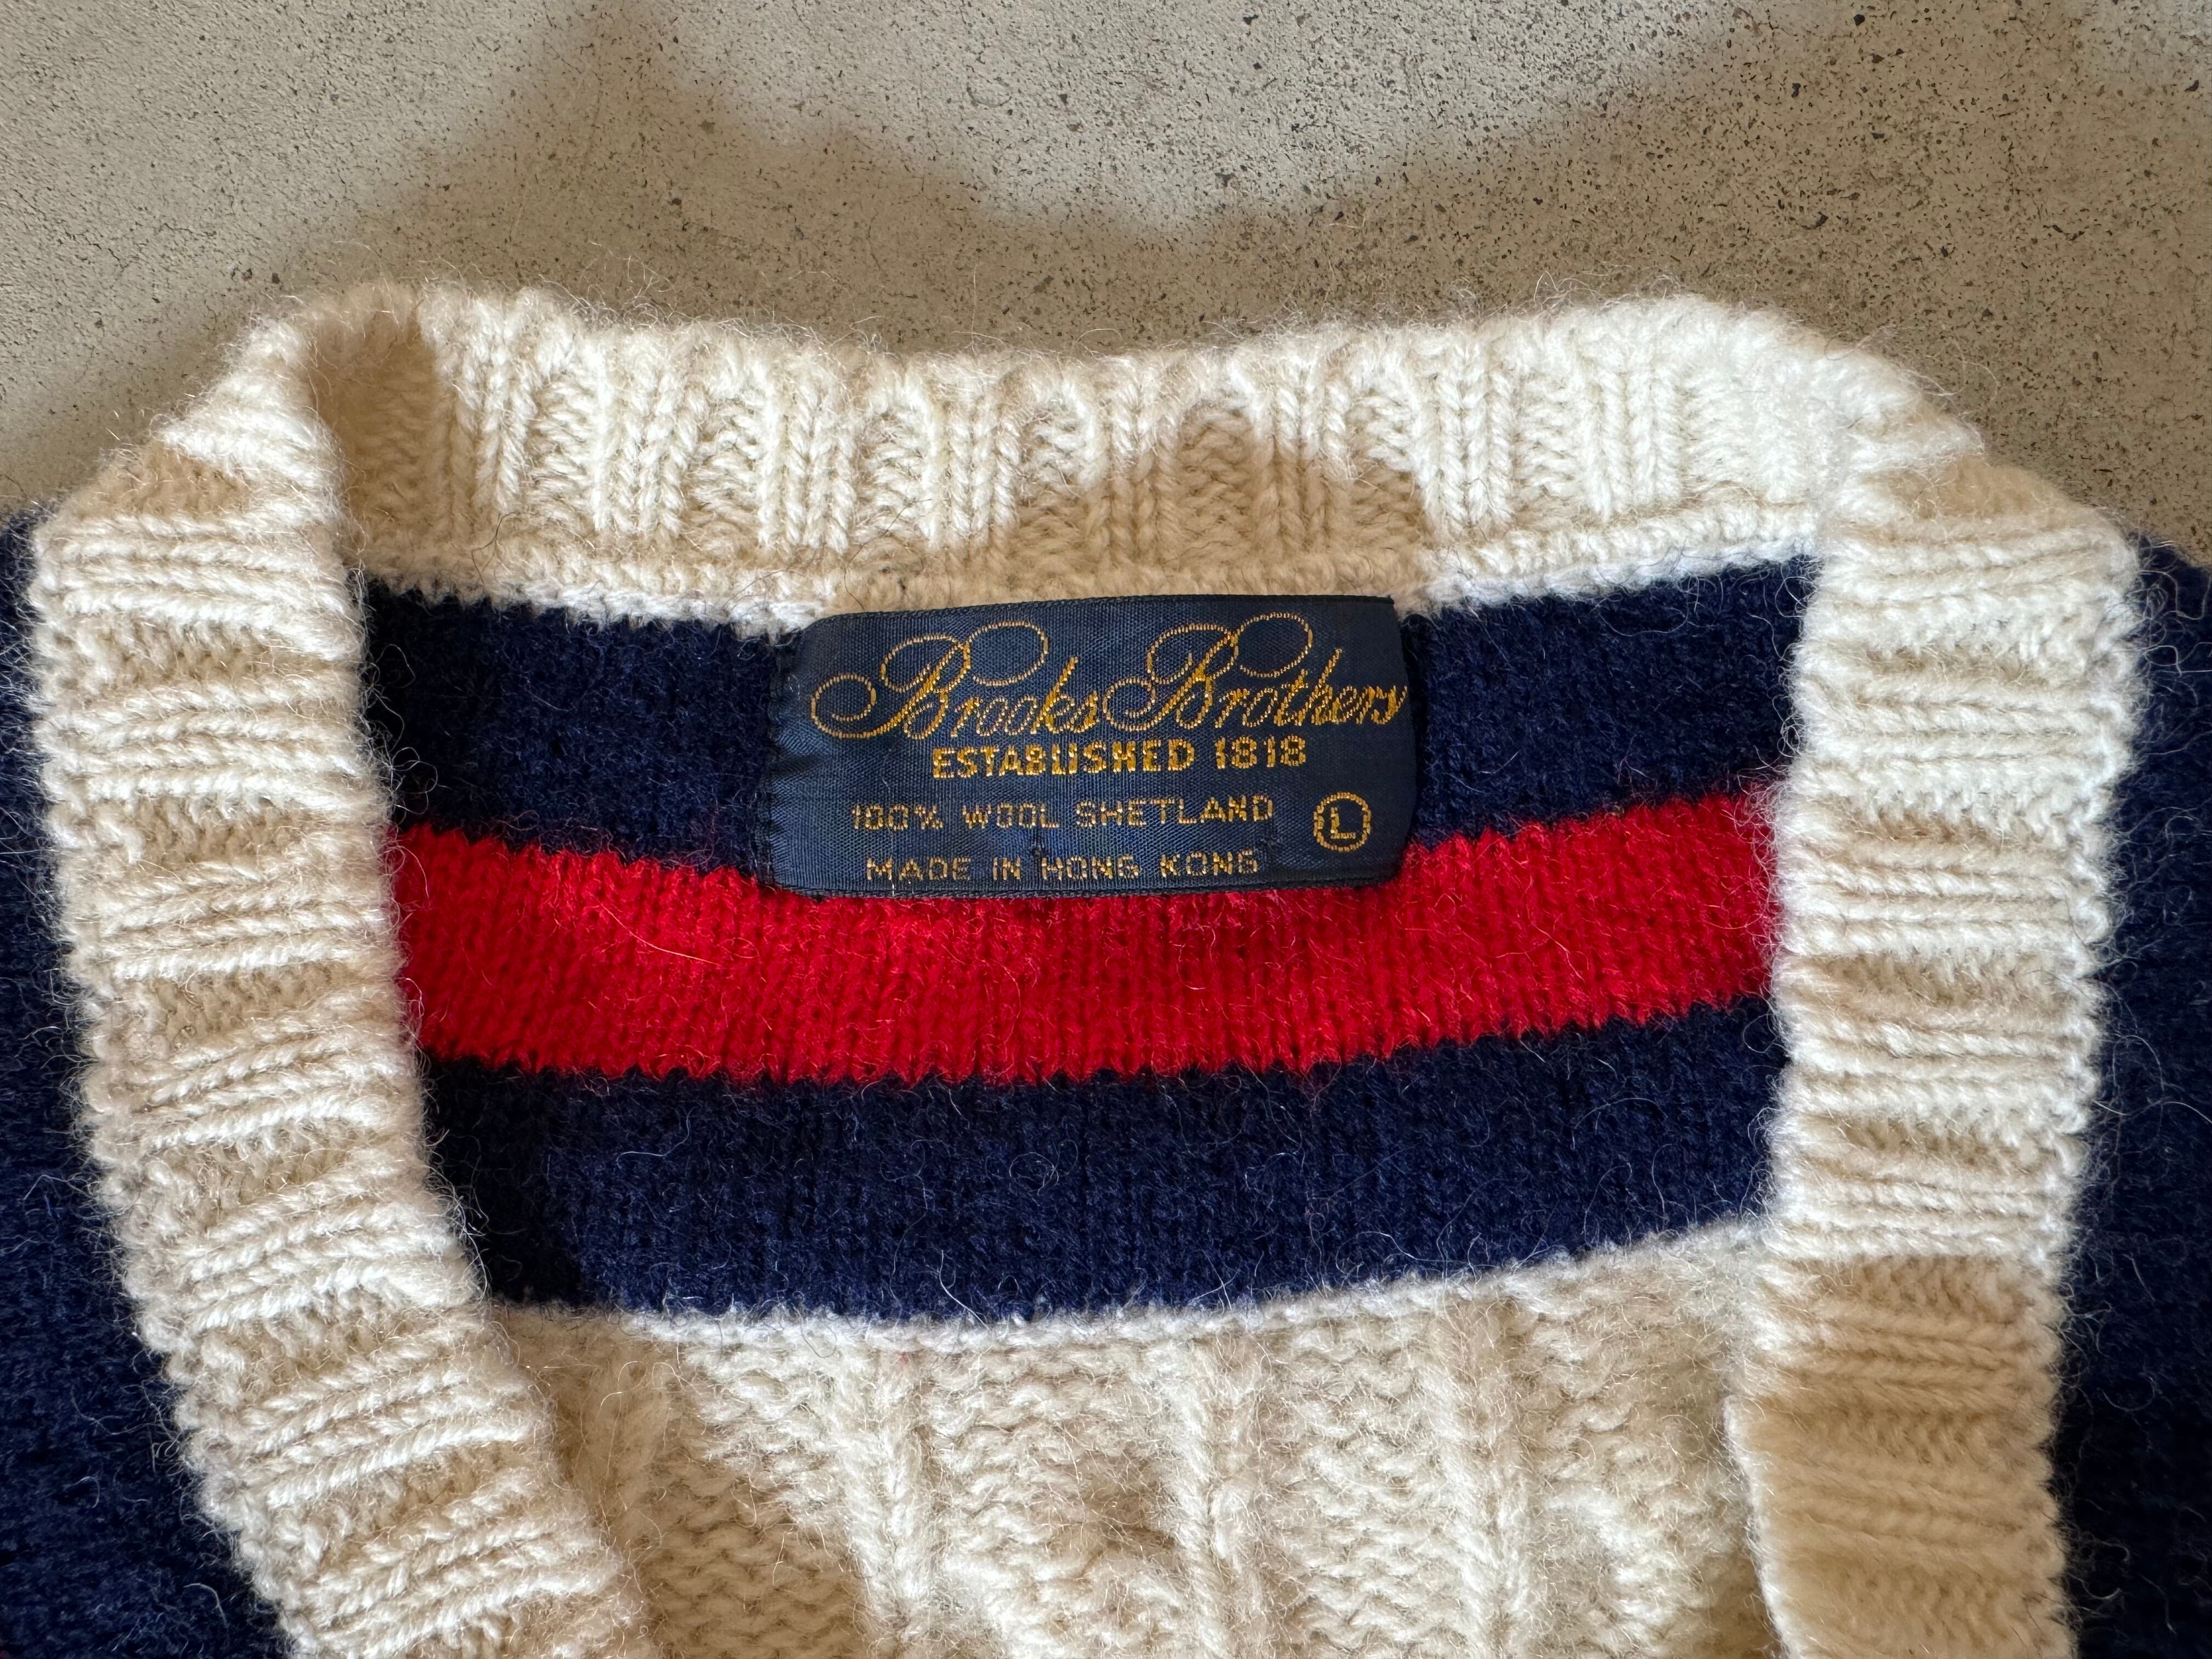 Brooks Brothers
ESTABLISHED 1818
100% WOOL SHETLAND L
MADE IN HONG KONG